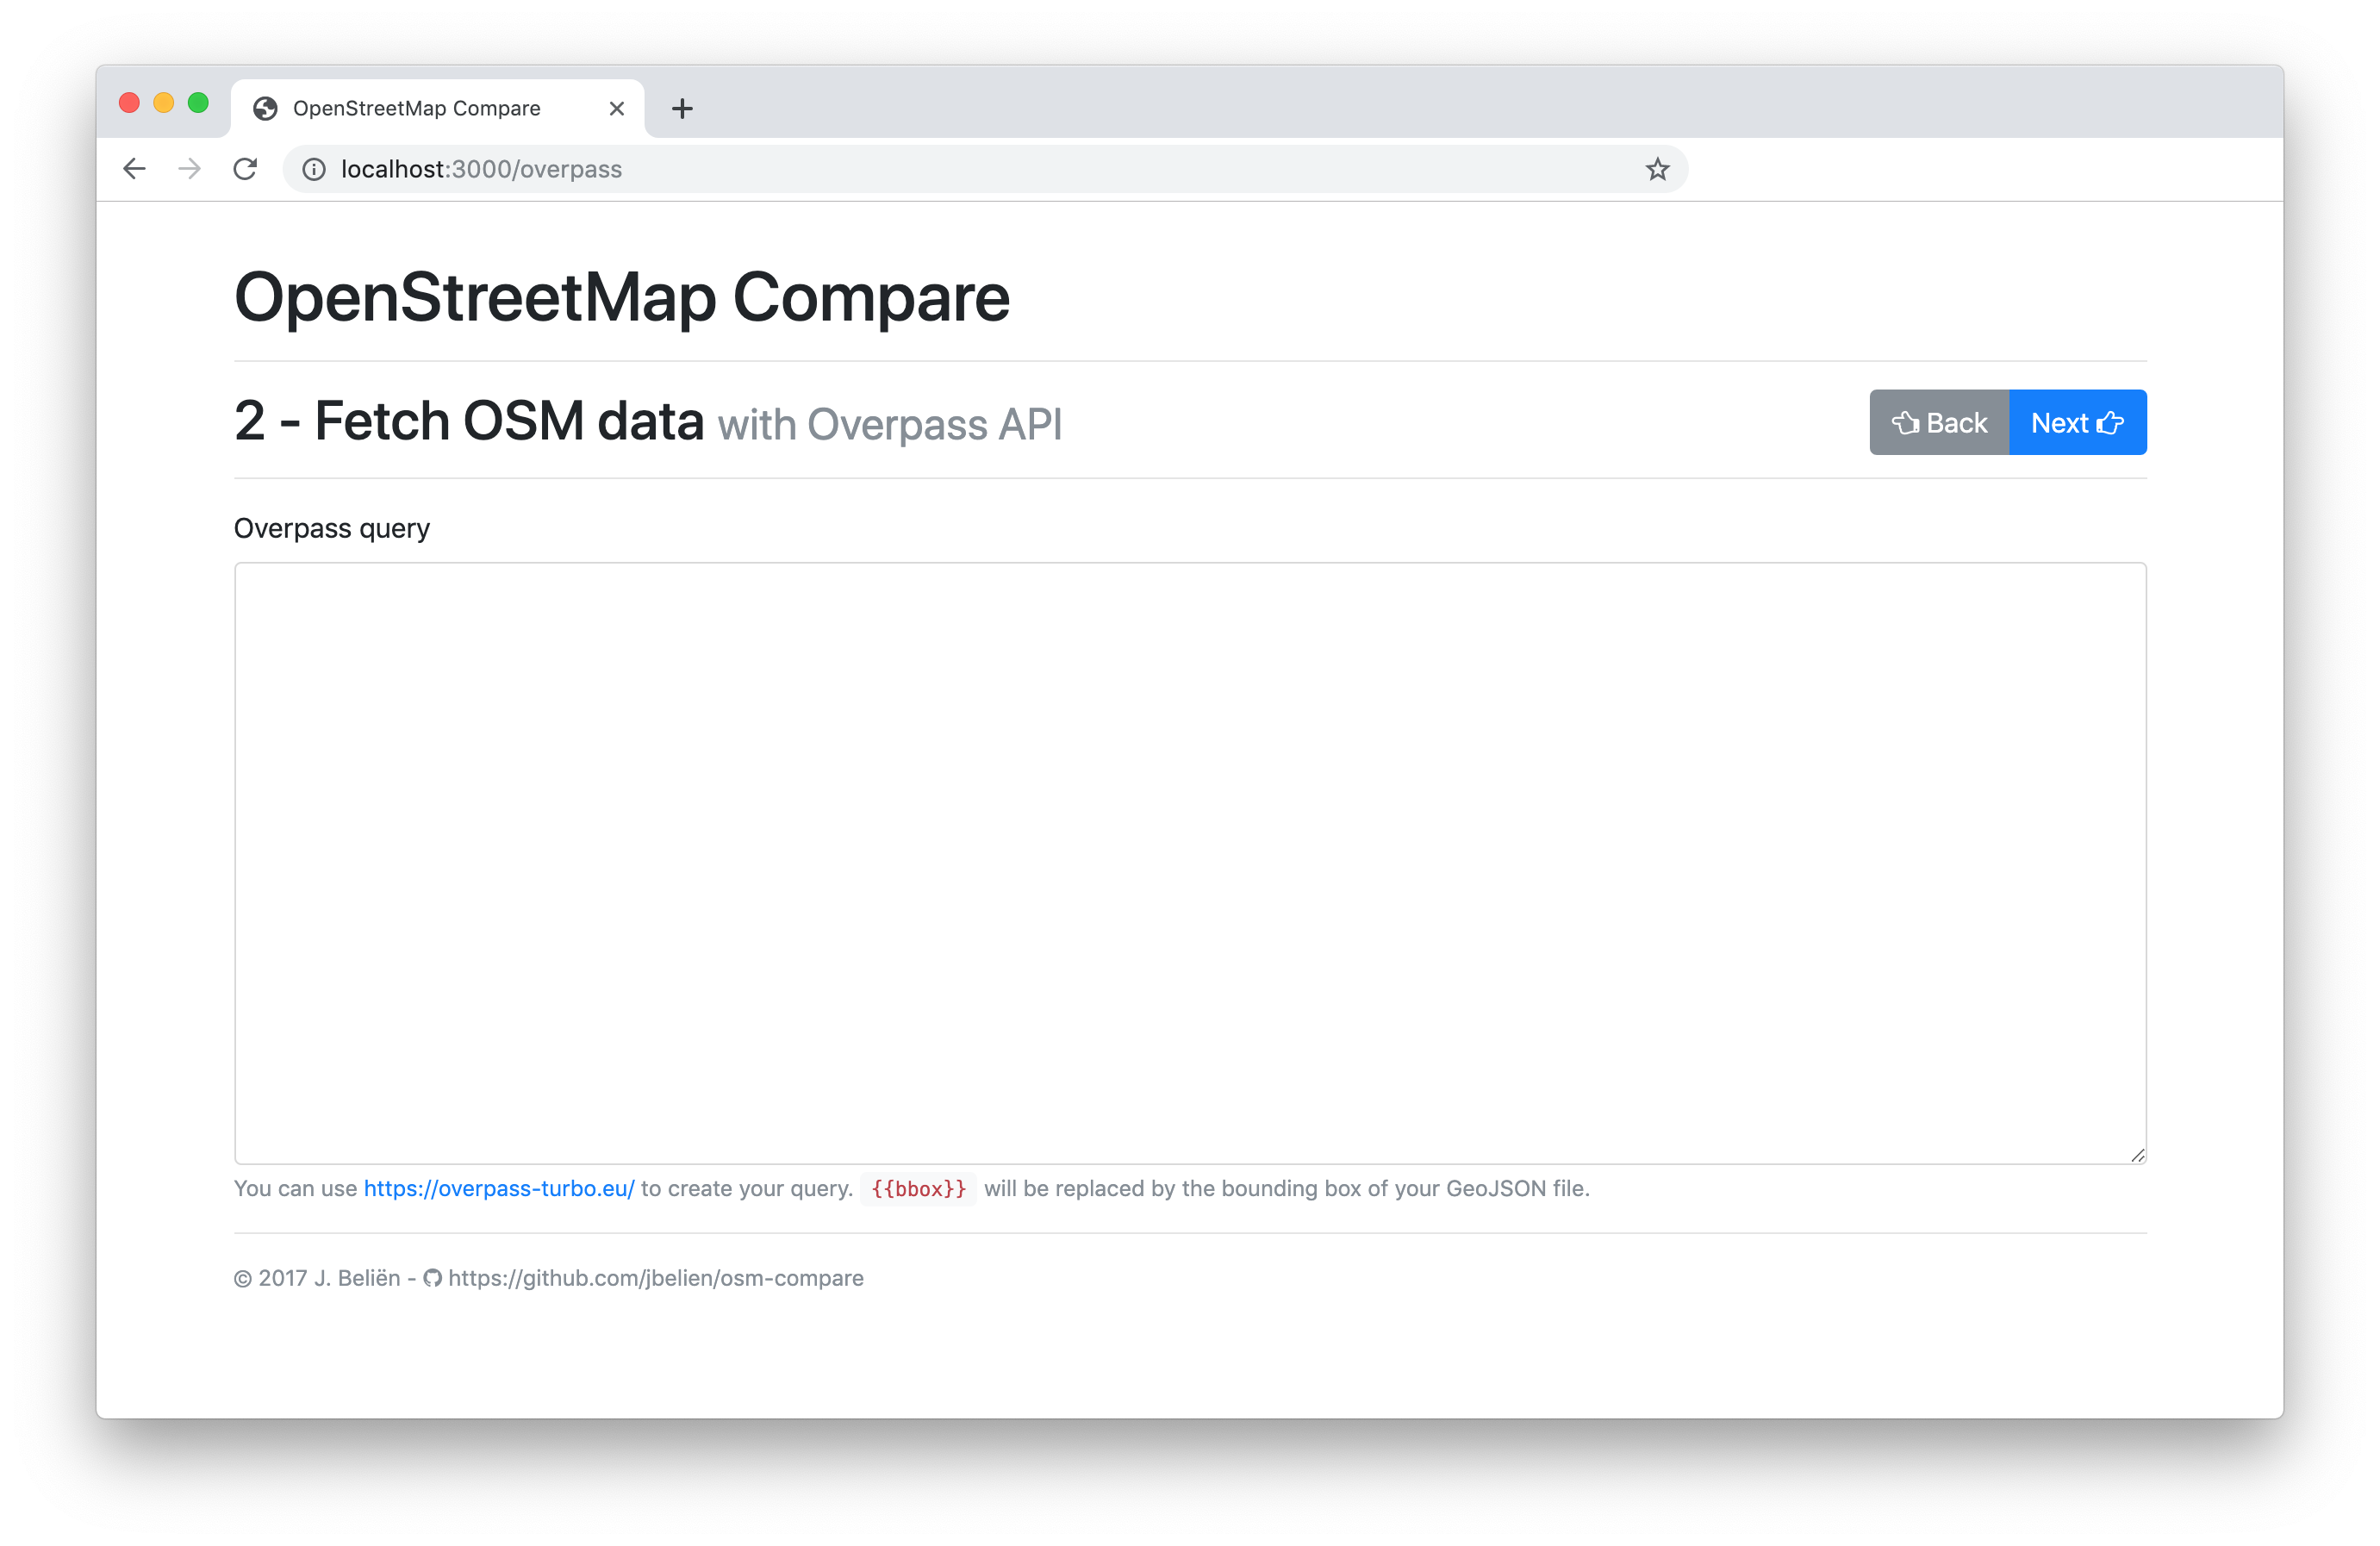 OpenStreetMap Compare
localhost:3000/overpass
OpenStreetMap Compare
2 - Fetch OSM data with Overpass API
Back
Next
Overpass query
You can use https://overpass-turbo.eu/ to create your query. {{bbox}} will be replaced by the bounding box of your GeoJSON file.
© 2017 J. Beliën - https://github.com/jbelien/osm-compare